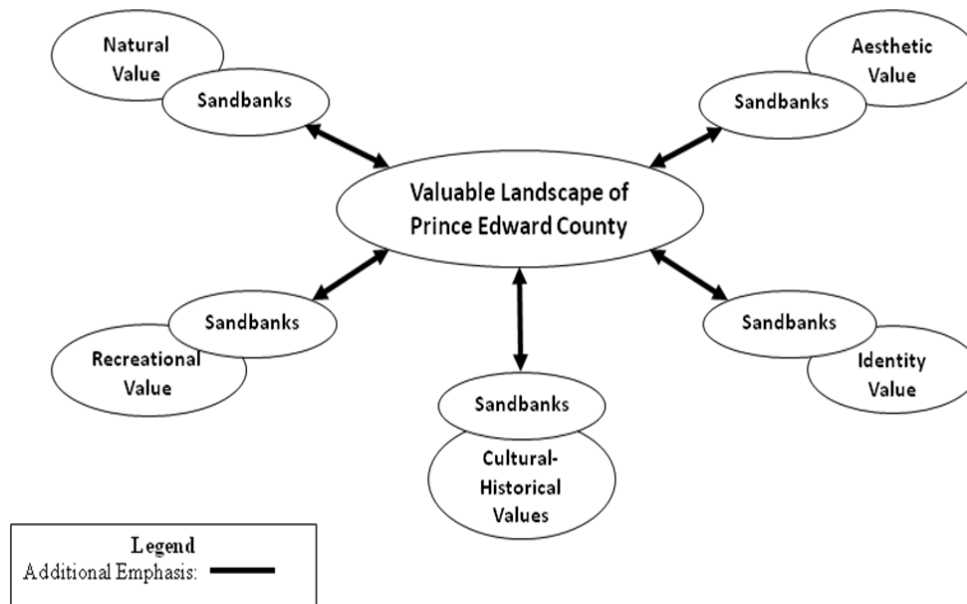 Natural
Value
Sandbanks
Aesthetic
Value
Sandbanks
Valuable Landscape of
Prince Edward County
Sandbanks
Recreational
Value
Sandbanks
Identity
Value
Sandbanks
Cultural-
Historical
Values
Legend
Additional Emphasis: